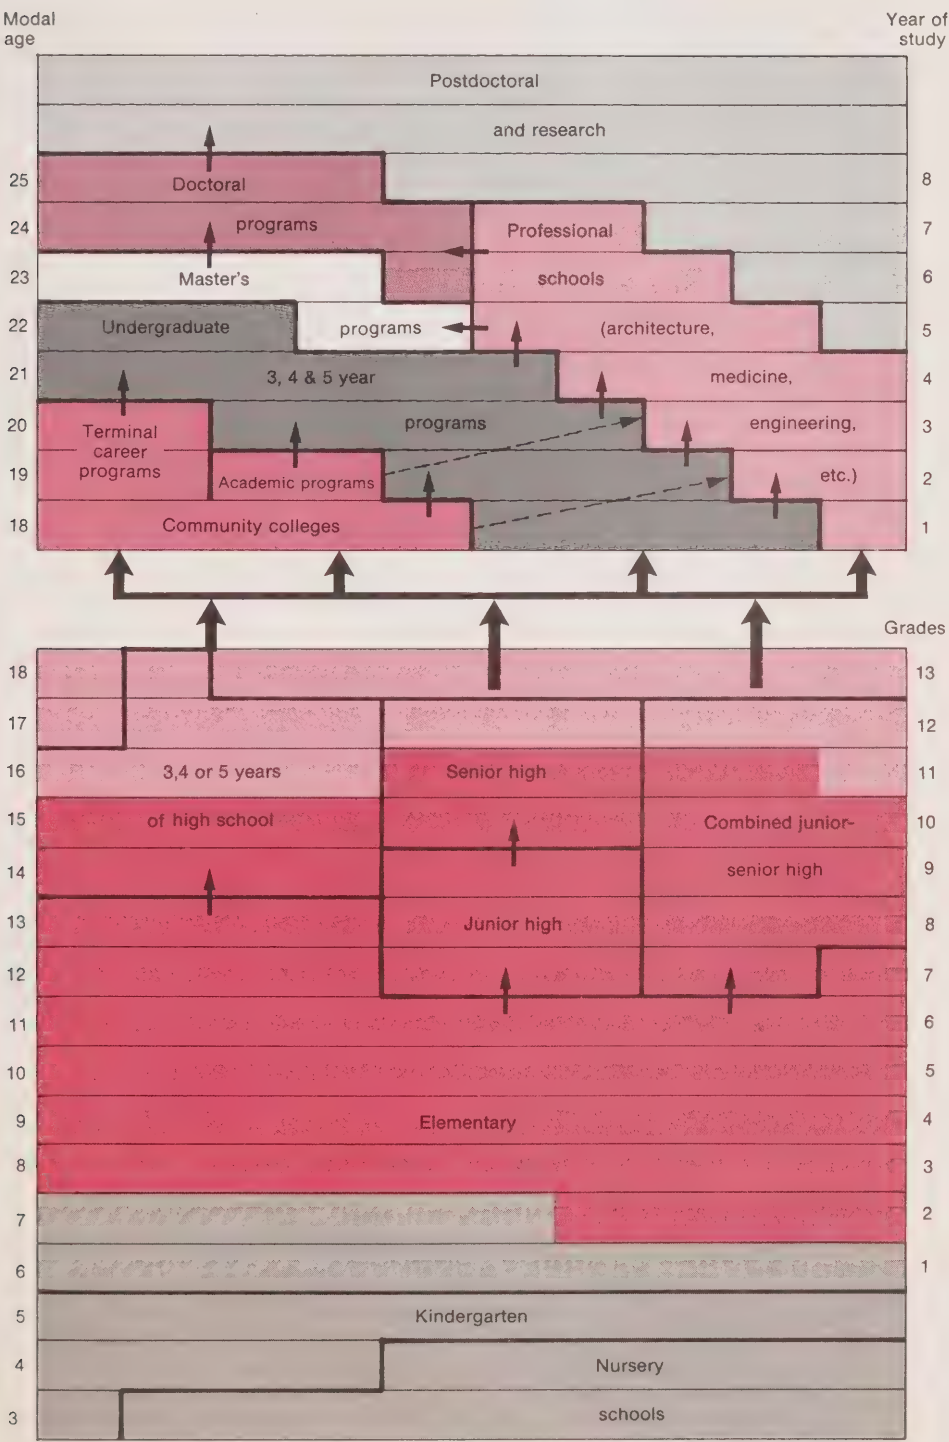 Modal
age
Year of
study
Postdoctoral
and research
25
Doctoral
8
24
programs
Professional
7
23
Master's
schools
6
22
Undergraduate
programs
(architecture,
5
21
3, 4 & 5 year
medicine,
4
20
Terminal
career
programs
programs
engineering,
3
19
Academic programs
etc.)
2
18
Community colleges
1
Grades
18
13
17
12
16
3,4 or 5 years
Senior high
11
15
of high school
Combined junior-
10
14
senior high
9
13
Junior high
8
12
7
11
6
10
5
9
Elementary
4
8
3
7
2
6
1
5
Kindergarten
4
Nursery
3
schools